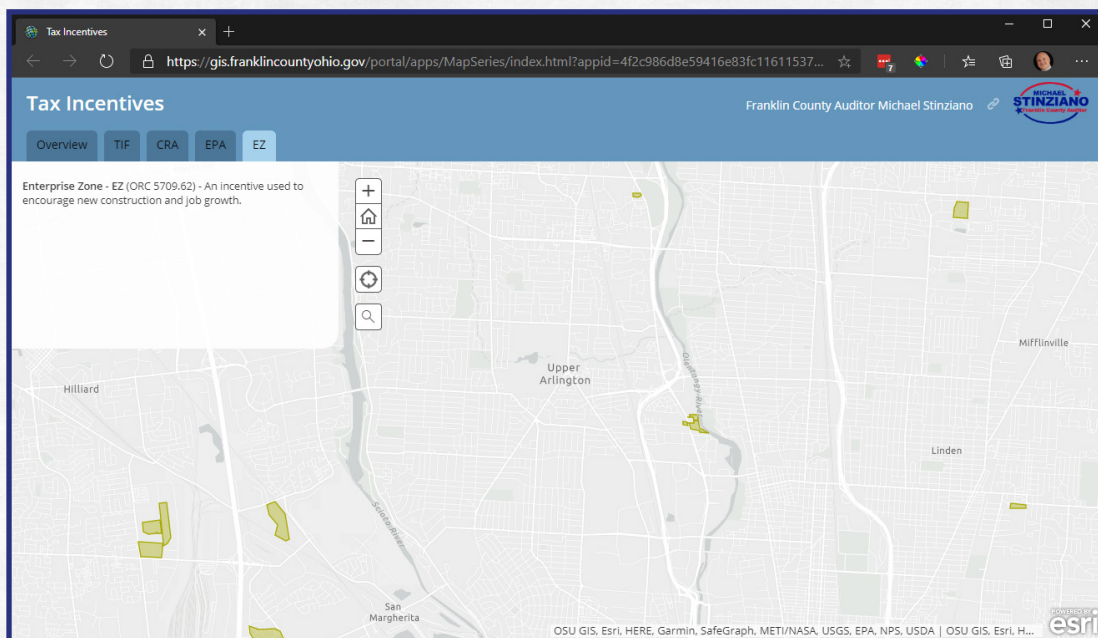 Tax Incentives
https://gis.franklincountyohio.gov/portal/apps/MapSeries/index.html?appid=4f2c986d8e59416e83fc11611537...
7
Tax Incentives
Franklin County Auditor Michael Stinziano
MICHAEL
STINZIANO
Franklin County Auditor
Overview
TIF
CRA
EPA
EZ
Enterprise Zone - EZ (ORC 5709.62) - An incentive used to
encourage new construction and job growth.
Mifflinville
Upper
Arlington
Olentangy River
Hilliard
Linden
Scioto River
San
Margherita
POWERED BY
esri
OSU GIS, Esri, HERE, Garmin, SafeGraph, METI/NASA, USGS, EPA, NPS, USDA | OSU GIS, Esri, H...